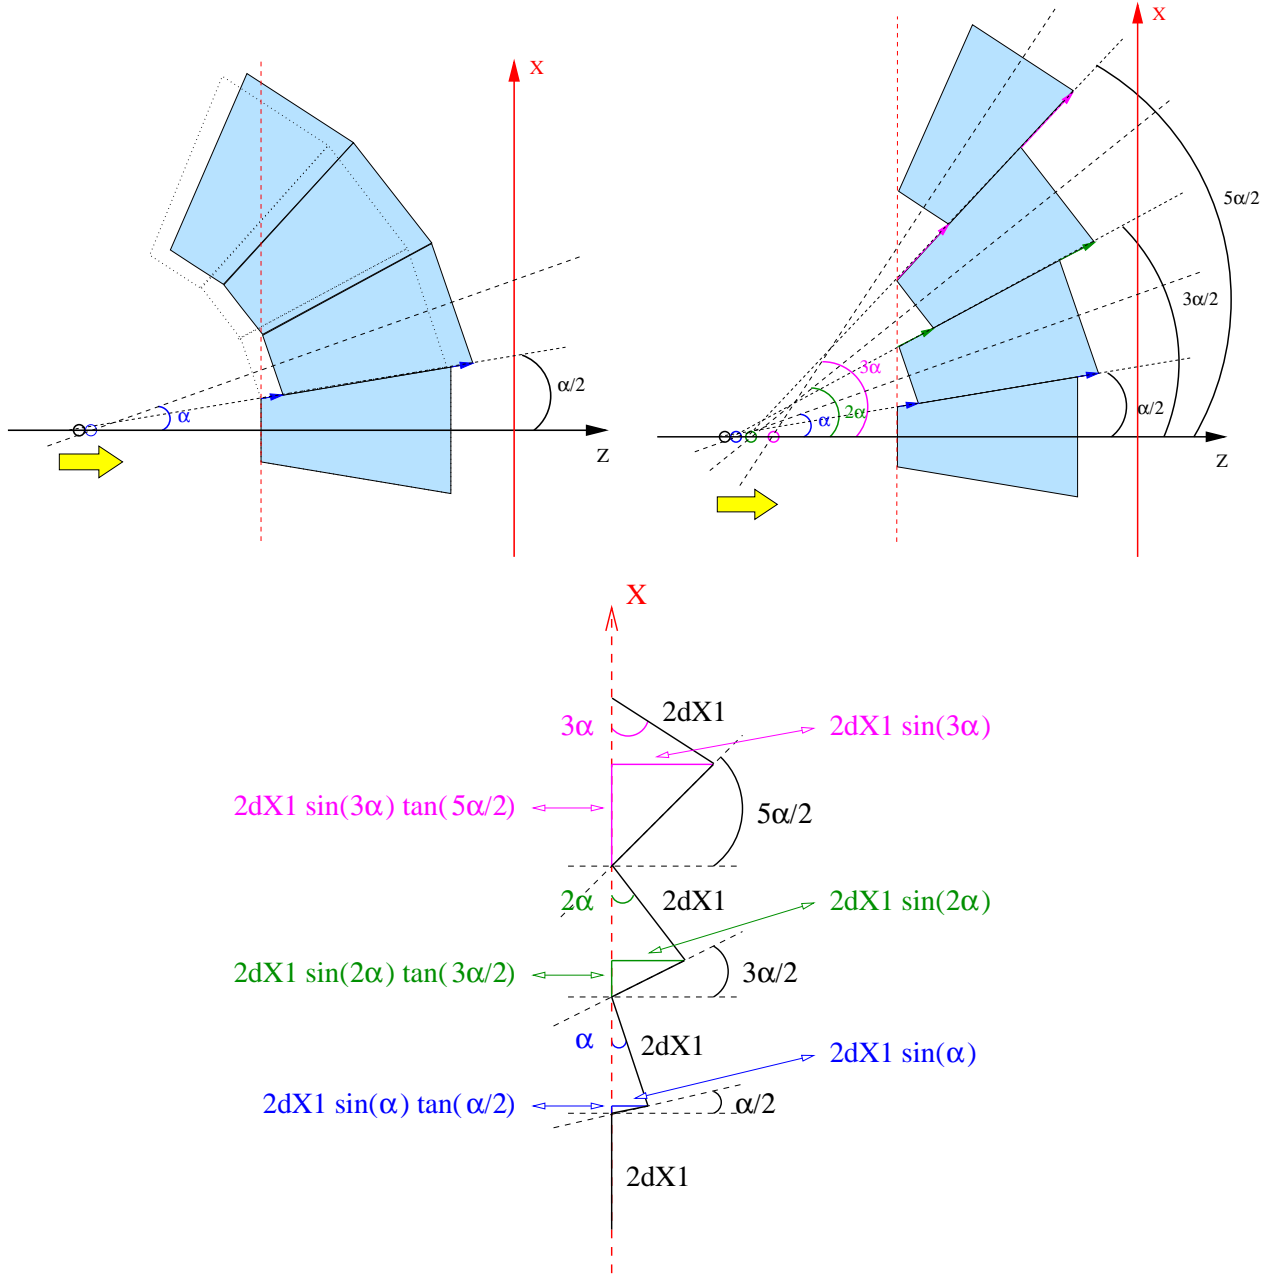 X
α/2
α
Z
X
5α/2
3α/2
3α
2α
α
α/2
Z
X
3α
2dX1
2dX1 sin(3α)
2dX1 sin(3α) tan(5α/2)
5α/2
2α
2dX1
2dX1 sin(2α)
2dX1 sin(2α) tan(3α/2)
3α/2
α
2dX1
2dX1 sin(α)
2dX1 sin(α) tan(α/2)
α/2
2dX1